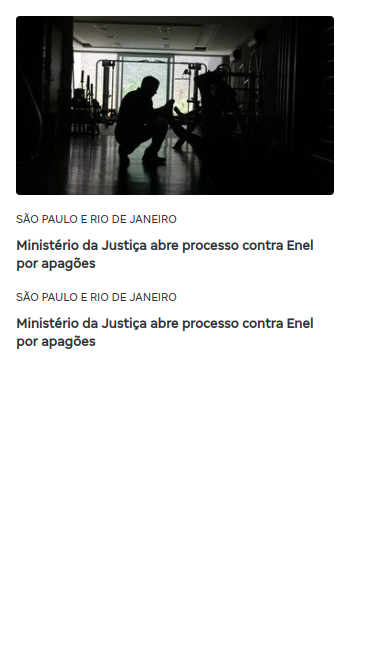 SÃO PAULO E RIO DE JANEIRO
Ministério da Justiça abre processo contra Enel
por apagões
SÃO PAULO E RIO DE JANEIRO
Ministério da Justiça abre processo contra Enel
por apagões